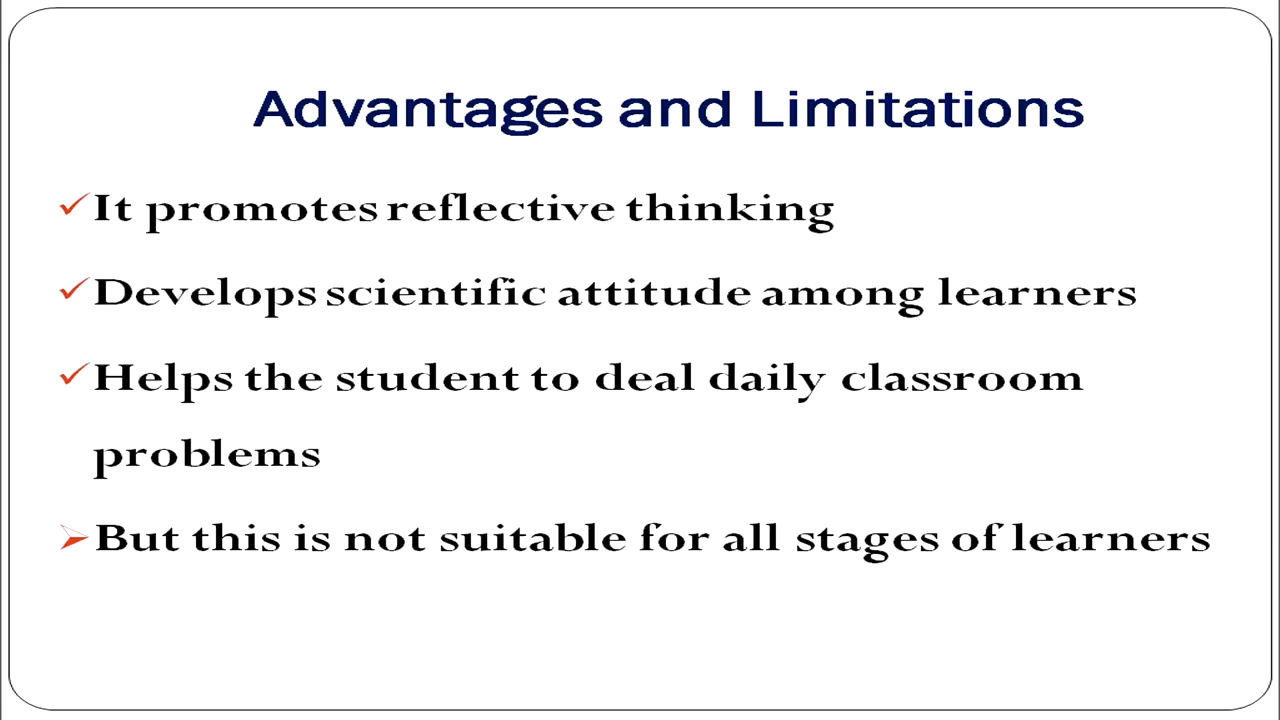 Advantages and Limitations
It promotes reflective thinking
Develops scientific attitude among learners
Helps the student to deal daily classroom
problems
But this is not suitable for all stages of learners